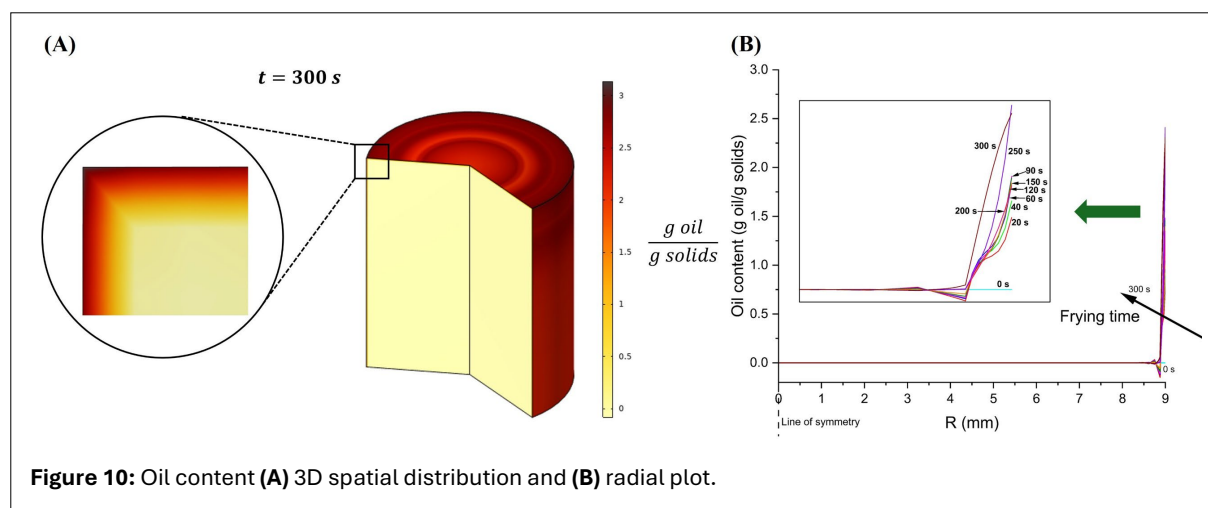 (A)
t = 300 s
3
2.5
2
1.5
1
0.5
0
g oil
g solids
(B)
Oil content (g oil/g solids)
3.0
2.5
2.0
1.5
1.0
0.5
0.0
300 s
250 s
90 s
150 s
120 s
60 s
200 s
40 s
20 s
0 s
300 s
Frying time
0 s
0 1 2 3 4 5 6 7 8 9
Line of symmetry
R (mm)
Figure 10: Oil content (A) 3D spatial distribution and (B) radial plot.